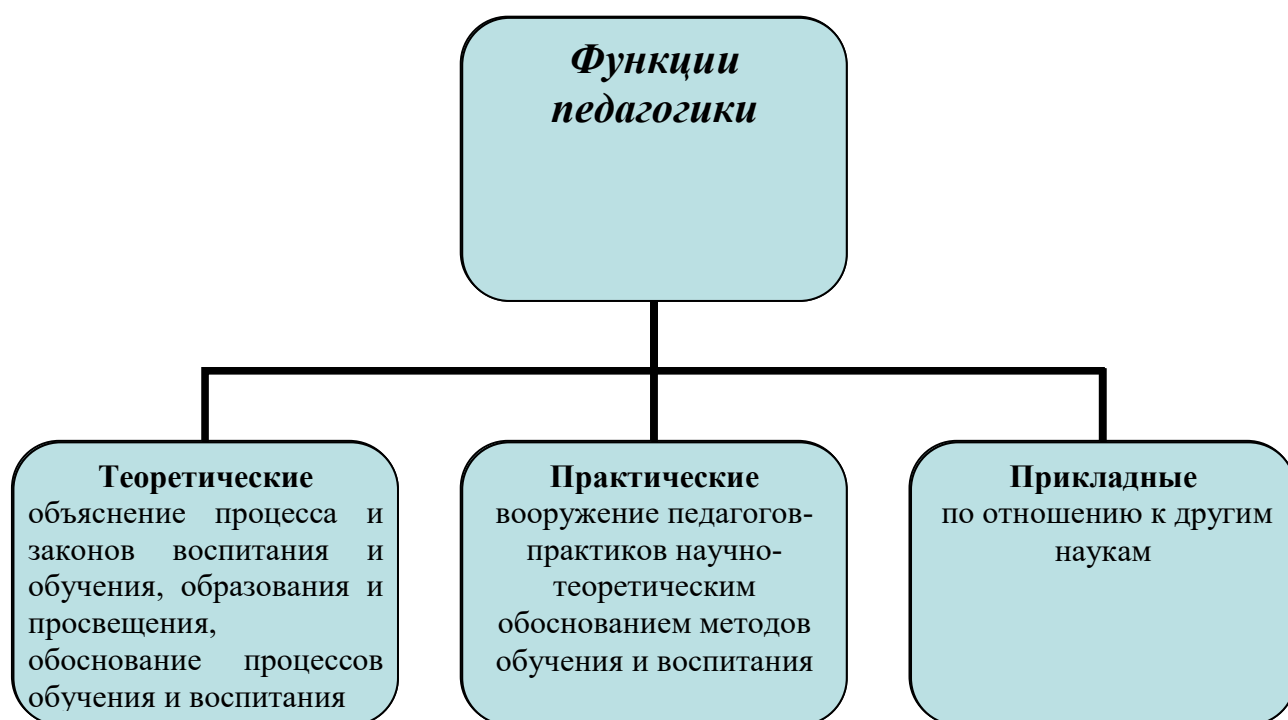 Функции
педагогики
Теоретические
объяснение процесса и
законов воспитания и
обучения, образования и
просвещения,
обоснование процессов
обучения и воспитания
Практические
вооружение педагогов-
практиков научно-
теоретическим
обоснованием методов
обучения и воспитания
Прикладные
по отношению к другим
наукам